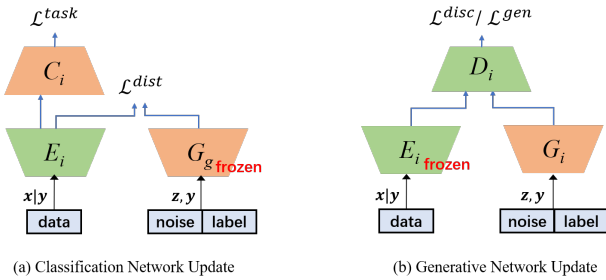 ℒ^task
C_i
ℒ^dist
E_i
G_g frozen
x|y
z, y
data
noise label
(a) Classification Network Update
ℒ^disc / ℒ^gen
D_i
E_i frozen
G_i
x|y
z, y
data
noise label
(b) Generative Network Update